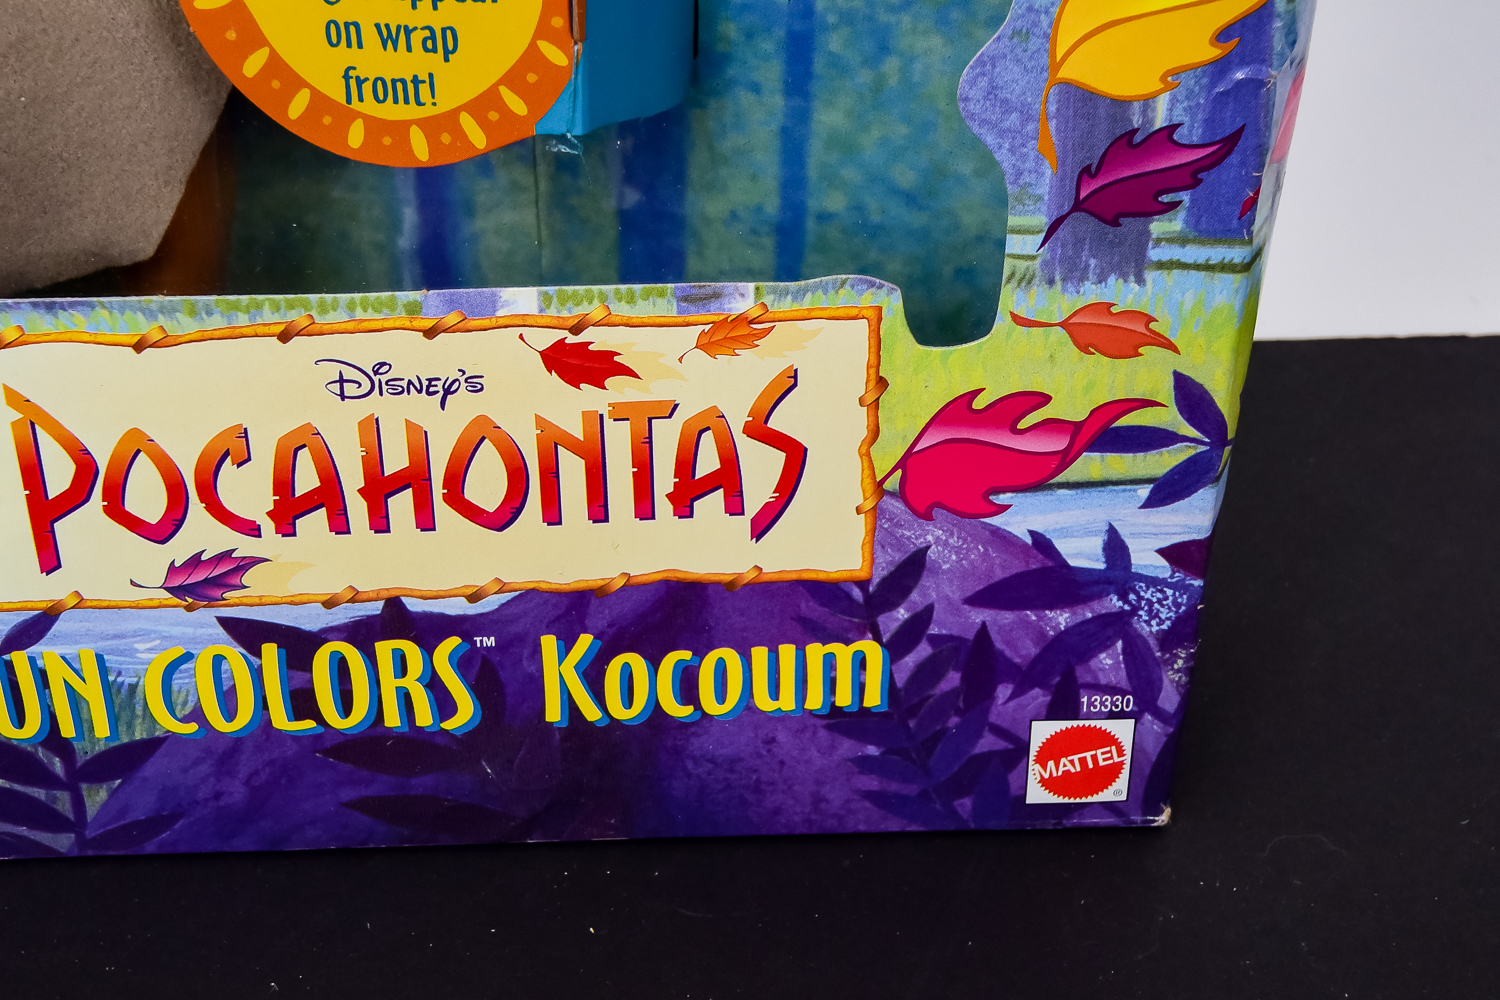 on wrap
front!
Disney's
POCAHONTAS
UN COLORS™ Kocoum
13330
MATTEL
®